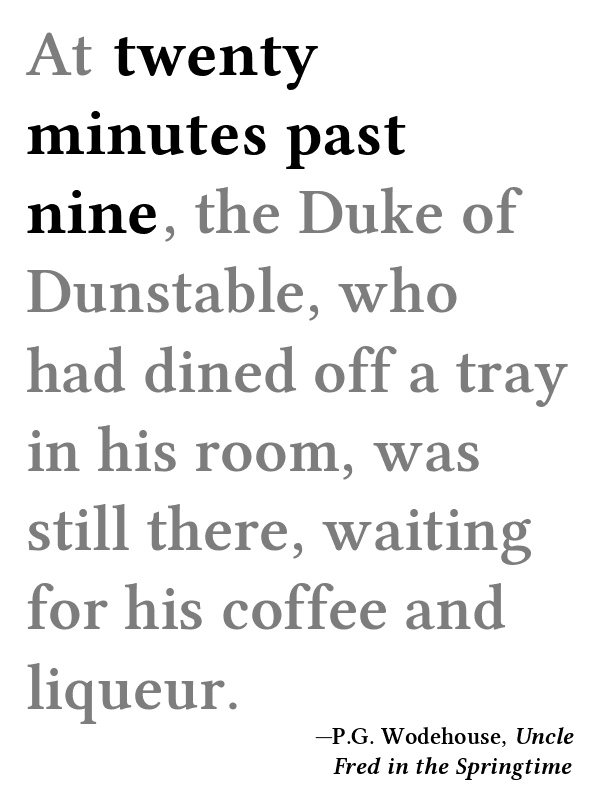 At twenty
minutes past
nine, the Duke of
Dunstable, who
had dined off a tray
in his room, was
still there, waiting
for his coffee and
liqueur.
—P.G. Wodehouse, Uncle
Fred in the Springtime